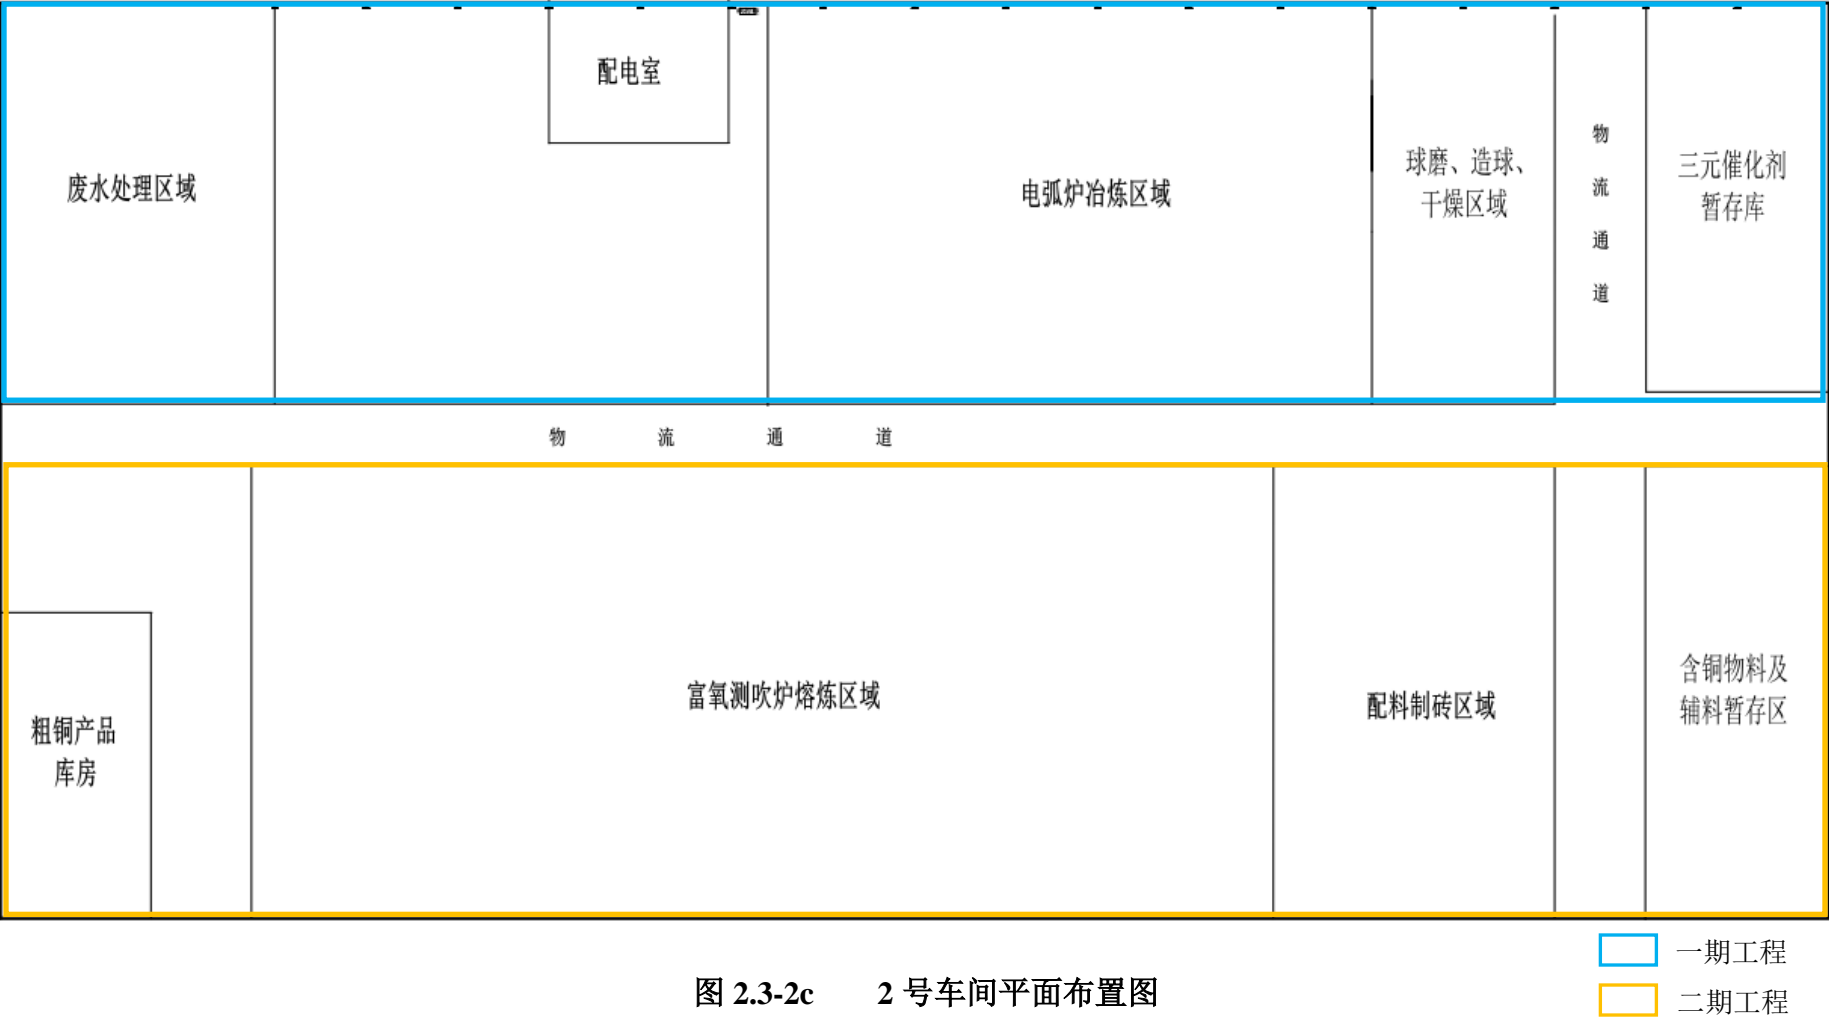 配电室
废水处理区域
电弧炉冶炼区域
球磨、造球、
干燥区域
物流通道
三元催化剂
暂存库
物流通道
粗铜产品
库房
富氧测吹炉熔炼区域
配料制砖区域
含铜物料及
辅料暂存区
一期工程
二期工程
图 2.3-2c 2 号车间平面布置图